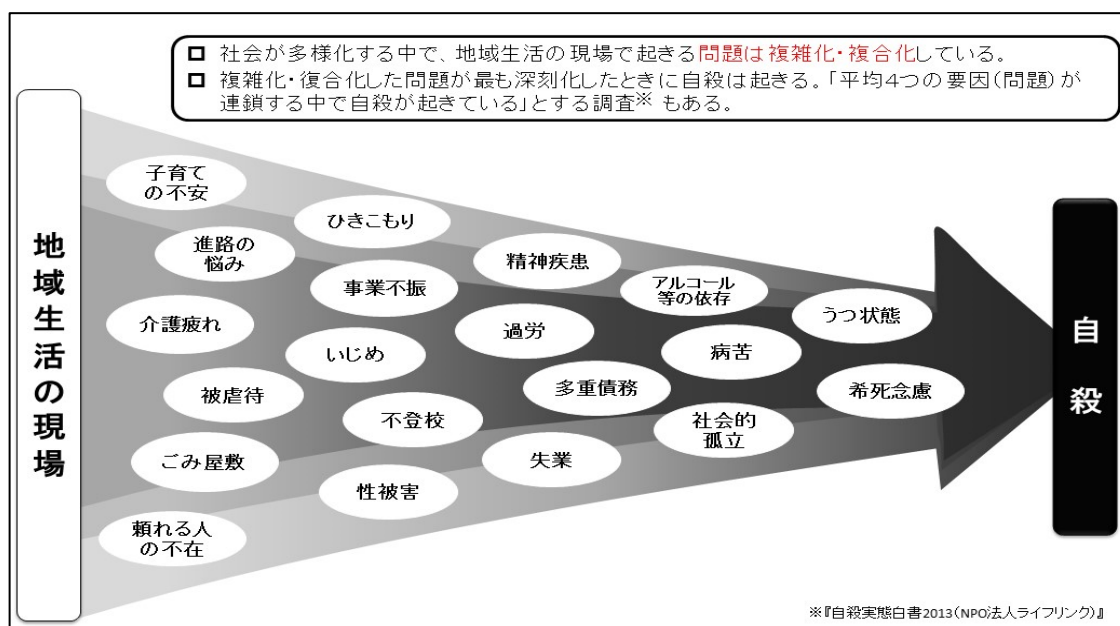 □ 社会が多様化する中で、地域生活の現場で起きる問題は複雑化・複合化している。
□ 複雑化・復合化した問題が最も深刻化したときに自殺は起きる。「平均4つの要因(問題)が
連鎖する中で自殺が起きている」とする調査※ もある。
地域生活の現場
子育て
の不安
進路の
悩み
介護疲れ
被虐待
ごみ屋敷
頼れる人
の不在
ひきこもり
事業不振
いじめ
不登校
性被害
精神疾患
過労
多重債務
失業
アルコール
等の依存
病苦
社会的
孤立
うつ状態
希死念慮
自殺
※『自殺実態白書2013(NPO法人ライフリンク)』